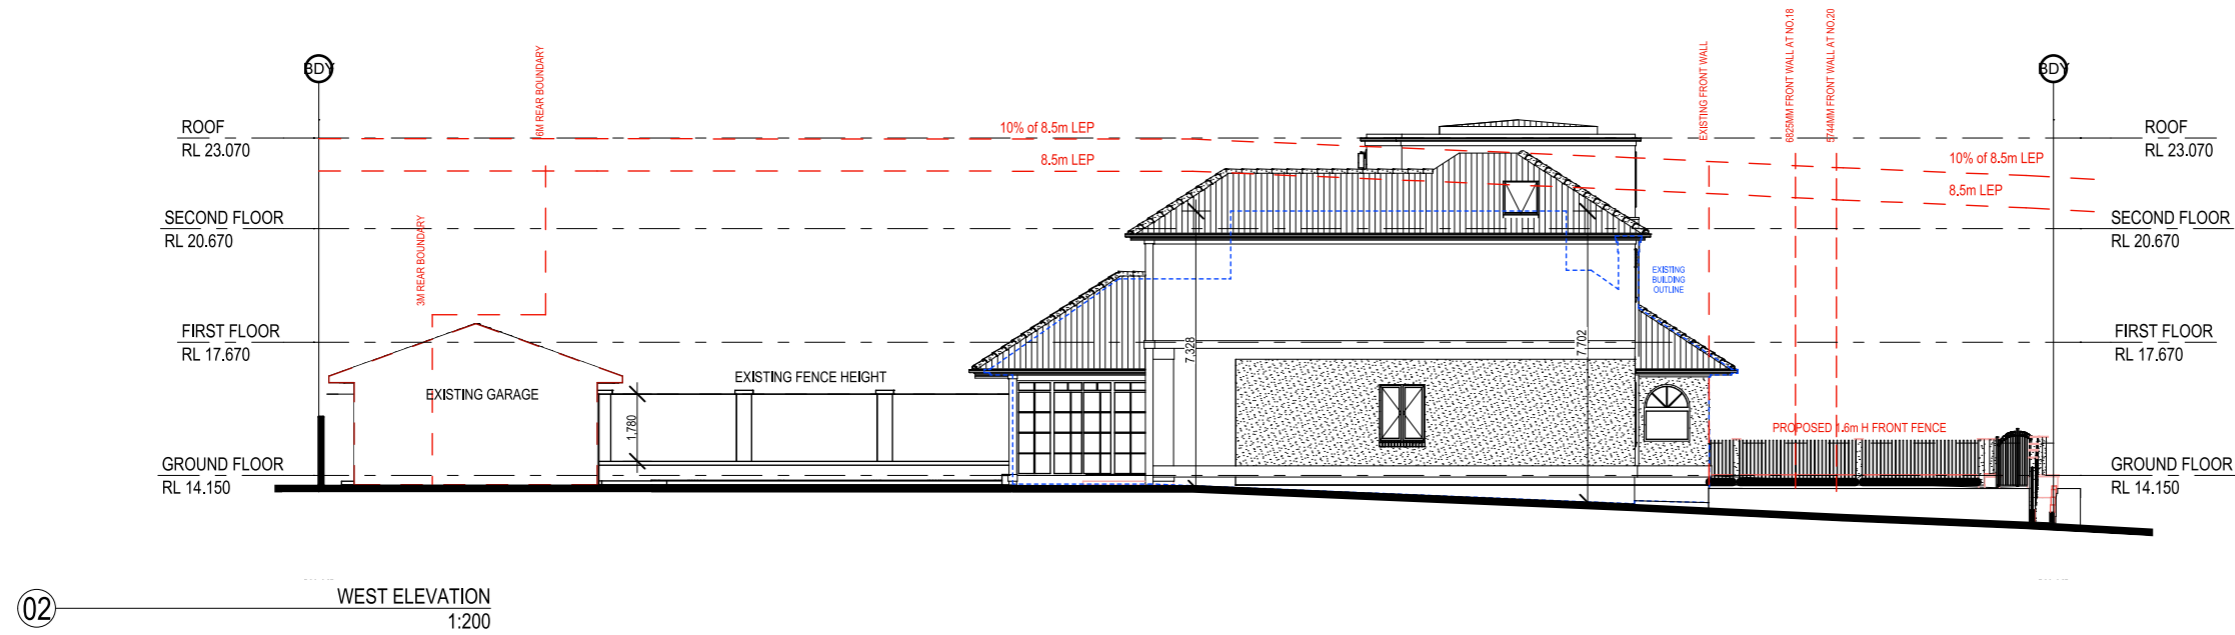 BDY
BDY
6M REAR BOUNDARY
EXISTING FRONT WALL
6825MM FRONT WALL AT NO.18
5744MM FRONT WALL AT NO.20
ROOF
RL 23.070
10% of 8.5m LEP
8.5m LEP
ROOF
RL 23.070
10% of 8.5m LEP
8.5m LEP
3M REAR BOUNDARY
SECOND FLOOR
RL 20.670
SECOND FLOOR
RL 20.670
EXISTING
BUILDING
OUTLINE
FIRST FLOOR
RL 17.670
7,328
7,702
FIRST FLOOR
RL 17.670
EXISTING GARAGE
EXISTING FENCE HEIGHT
1,780
PROPOSED 1.6m H FRONT FENCE
GROUND FLOOR
RL 14.150
GROUND FLOOR
RL 14.150
02
WEST ELEVATION
1:200